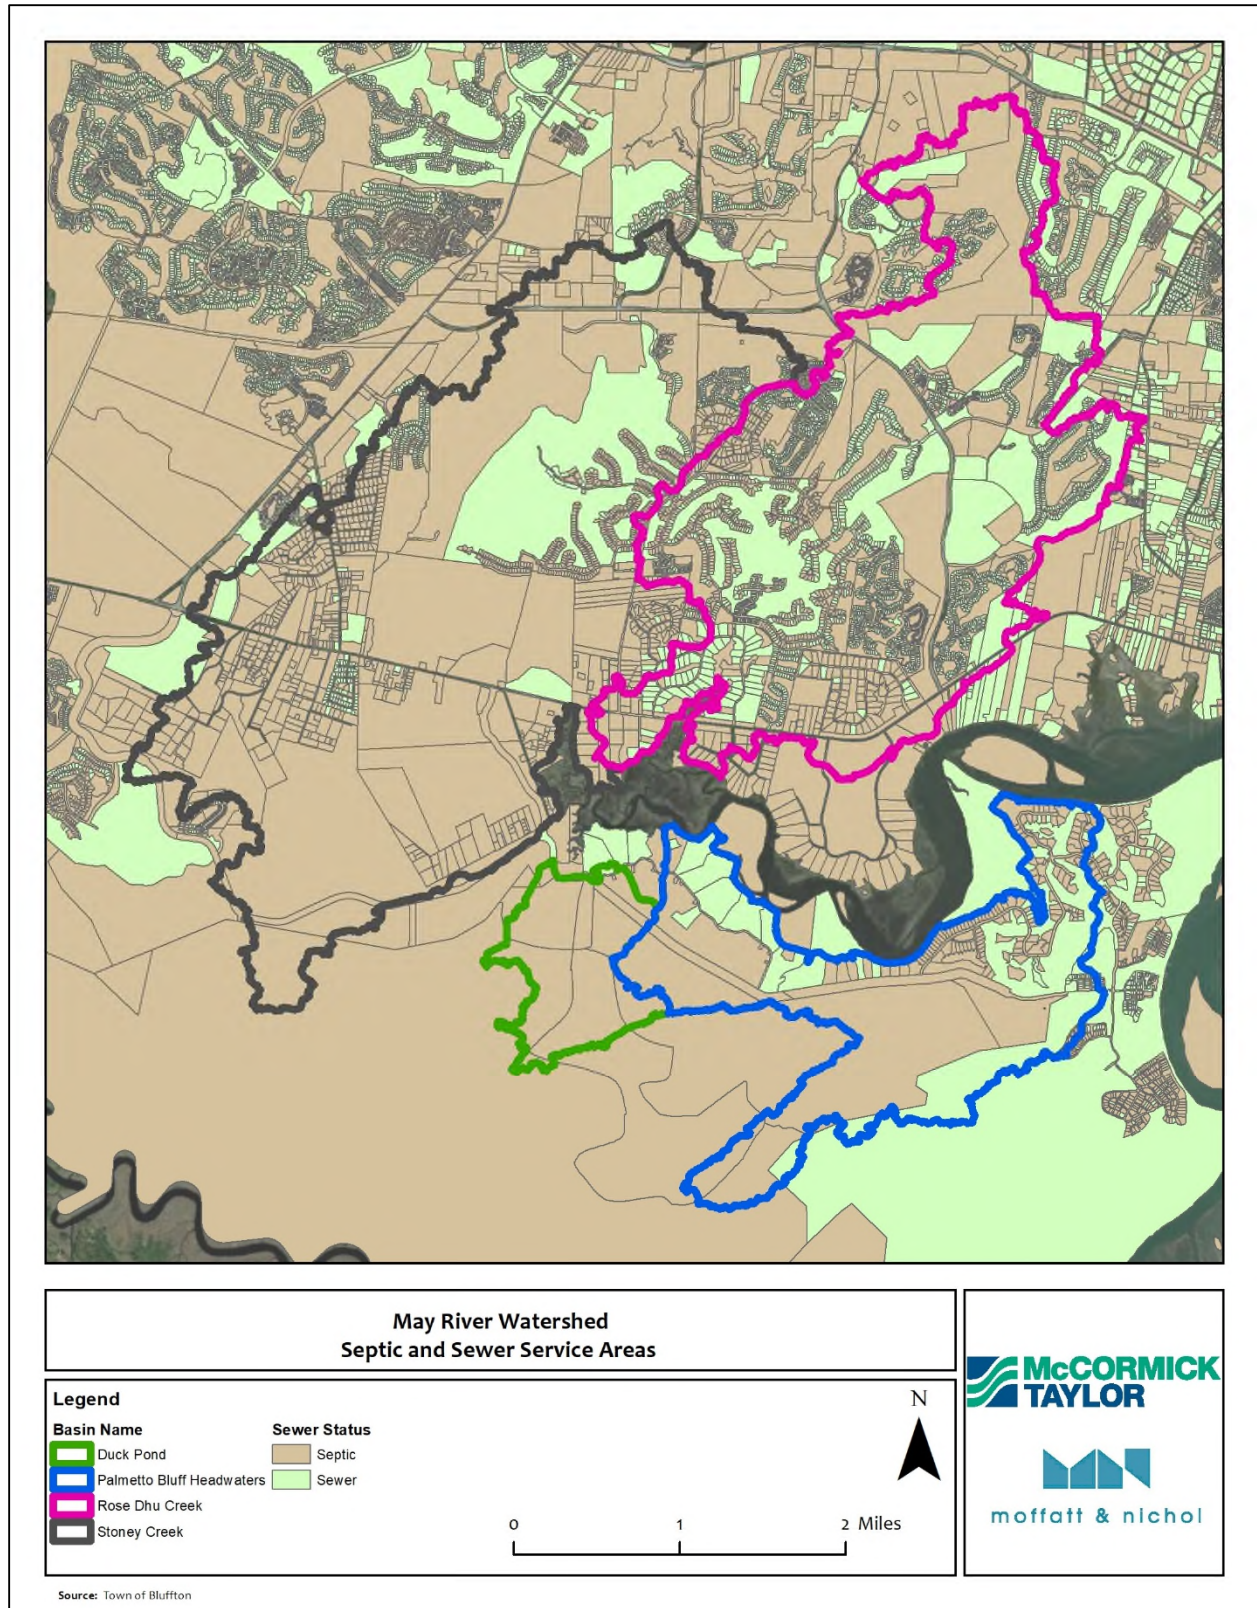 May River Watershed
Septic and Sewer Service Areas
Legend
Basin Name
Duck Pond
Palmetto Bluff Headwaters
Rose Dhu Creek
Stoney Creek
Sewer Status
Septic
Sewer
N
0 1 2 Miles
McCORMICK
TAYLOR
moffatt & nichol
Source: Town of Bluffton